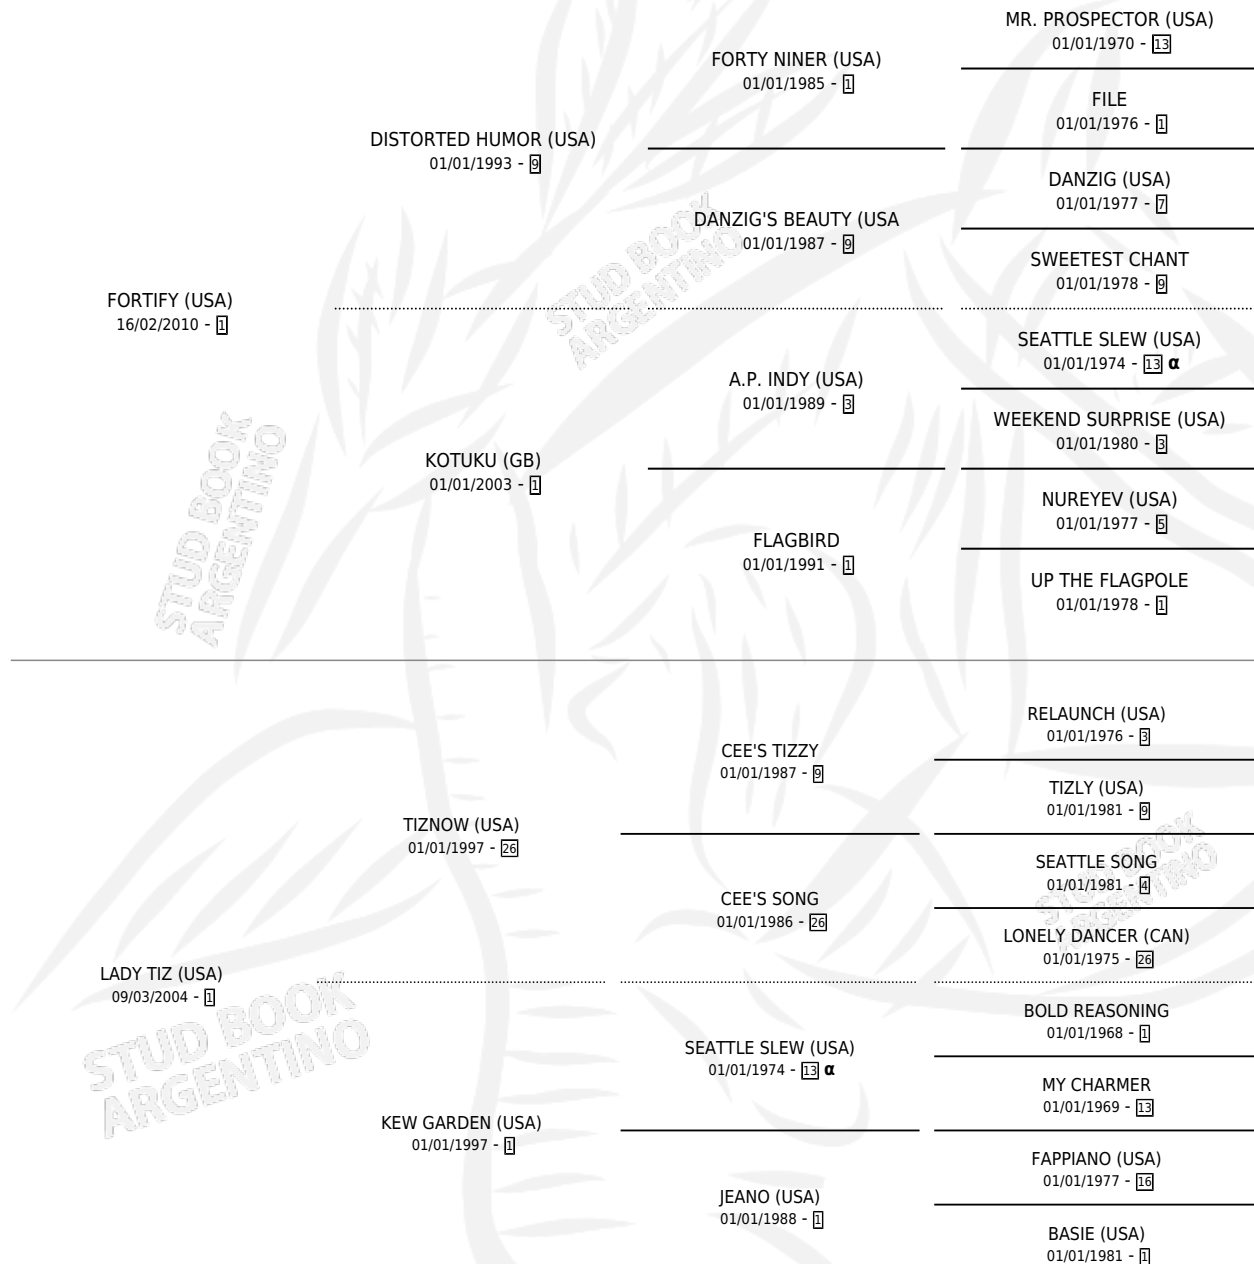 MR. PROSPECTOR (USA)
01/01/1970 - 13
FORTY NINER (USA)
01/01/1985 - 1
FILE
01/01/1976 - 1
DISTORTED HUMOR (USA)
01/01/1993 - 9
DANZIG (USA)
01/01/1977 - 7
DANZIG'S BEAUTY (USA
01/01/1987 - 9
SWEETEST CHANT
01/01/1978 - 9
FORTIFY (USA)
16/02/2010 - 1
SEATTLE SLEW (USA)
01/01/1974 - 13 α
A.P. INDY (USA)
01/01/1989 - 3
WEEKEND SURPRISE (USA)
01/01/1980 - 3
KOTUKU (GB)
01/01/2003 - 1
NUREYEV (USA)
01/01/1977 - 5
FLAGBIRD
01/01/1991 - 1
UP THE FLAGPOLE
01/01/1978 - 1
RELAUNCH (USA)
01/01/1976 - 3
CEE'S TIZZY
01/01/1987 - 9
TIZLY (USA)
01/01/1981 - 9
TIZNOW (USA)
01/01/1997 - 26
SEATTLE SONG
01/01/1981 - 4
CEE'S SONG
01/01/1986 - 26
LONELY DANCER (CAN)
01/01/1975 - 26
LADY TIZ (USA)
09/03/2004 - 1
BOLD REASONING
01/01/1968 - 1
SEATTLE SLEW (USA)
01/01/1974 - 13 α
MY CHARMER
01/01/1969 - 13
KEW GARDEN (USA)
01/01/1997 - 1
FAPPIANO (USA)
01/01/1977 - 16
JEANO (USA)
01/01/1988 - 1
BASIE (USA)
01/01/1981 - 1
STUD BOOK
ARGENTINO
STUD BOOK
ARGENTINO
STUD BOOK
ARGENTINO
STUD BOOK
ARGENTINO